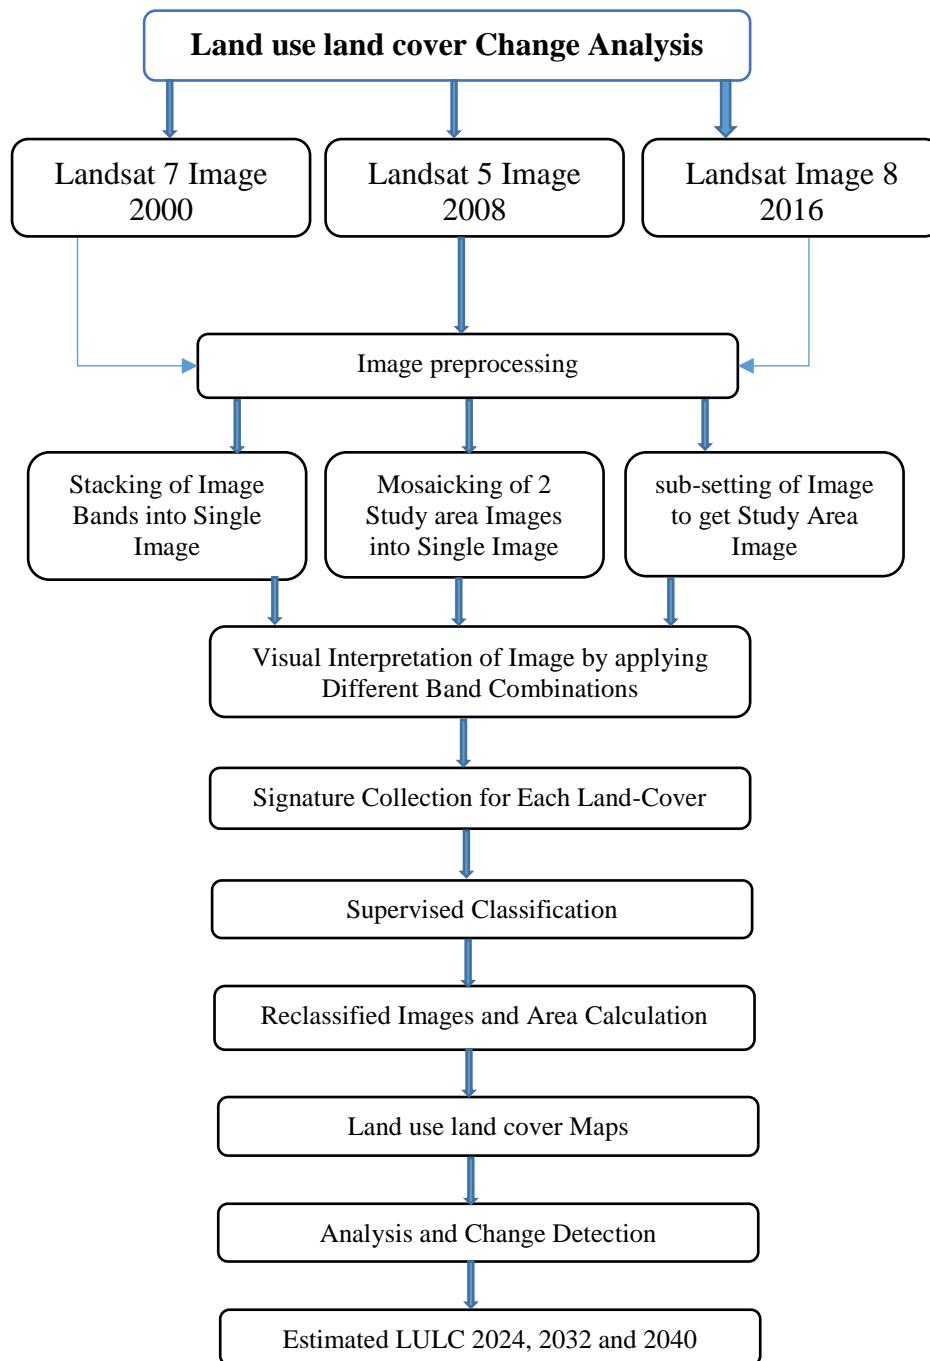 Land use land cover Change Analysis
Landsat 7 Image
2000
Landsat 5 Image
2008
Landsat Image 8
2016
Image preprocessing
Stacking of Image
Bands into Single
Image
Mosaicking of 2
Study area Images
into Single Image
sub-setting of Image
to get Study Area
Image
Visual Interpretation of Image by applying
Different Band Combinations
Signature Collection for Each Land-Cover
Supervised Classification
Reclassified Images and Area Calculation
Land use land cover Maps
Analysis and Change Detection
Estimated LULC 2024, 2032 and 2040